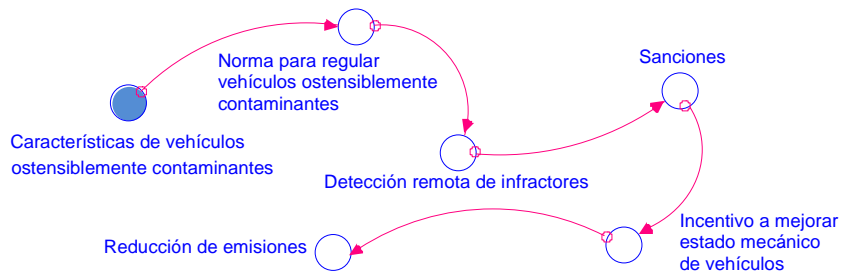 Norma para regular
vehículos ostensiblemente
contaminantes
Sanciones
Características de vehículos
ostensiblemente contaminantes
Detección remota de infractores
Incentivo a mejorar
estado mecánico
de vehículos
Reducción de emisiones